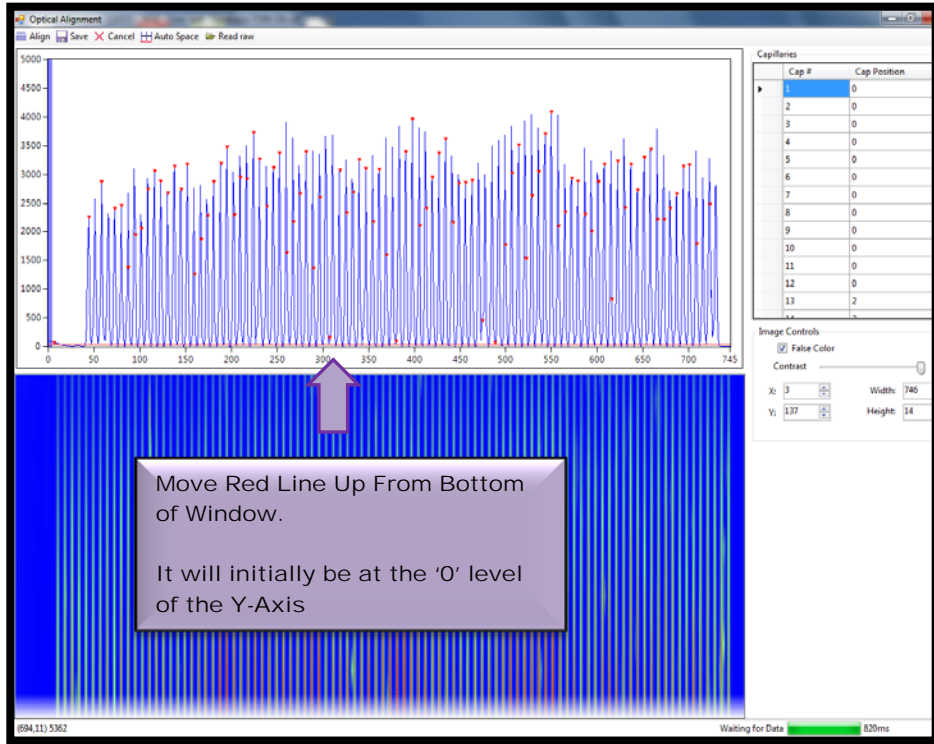 Optical Alignment
Align Save Cancel Auto Space Read raw
5000
4500
4000
3500
3000
2500
2000
1500
1000
500
0
0 50 100 150 200 250 300 350 400 450 500 550 600 650 700 745
Capillaries
Cap # Cap Position
1 0
2 0
3 0
4 0
5 0
6 0
7 0
8 0
9 0
10 0
11 0
12 0
13 2
Image Controls
False Color
Contrast
X: 3 Width: 746
Y: 137 Height: 14
Move Red Line Up From Bottom
of Window.
It will initially be at the ‘0’ level
of the Y-Axis
(694,11) 5362
Waiting for Data 820ms